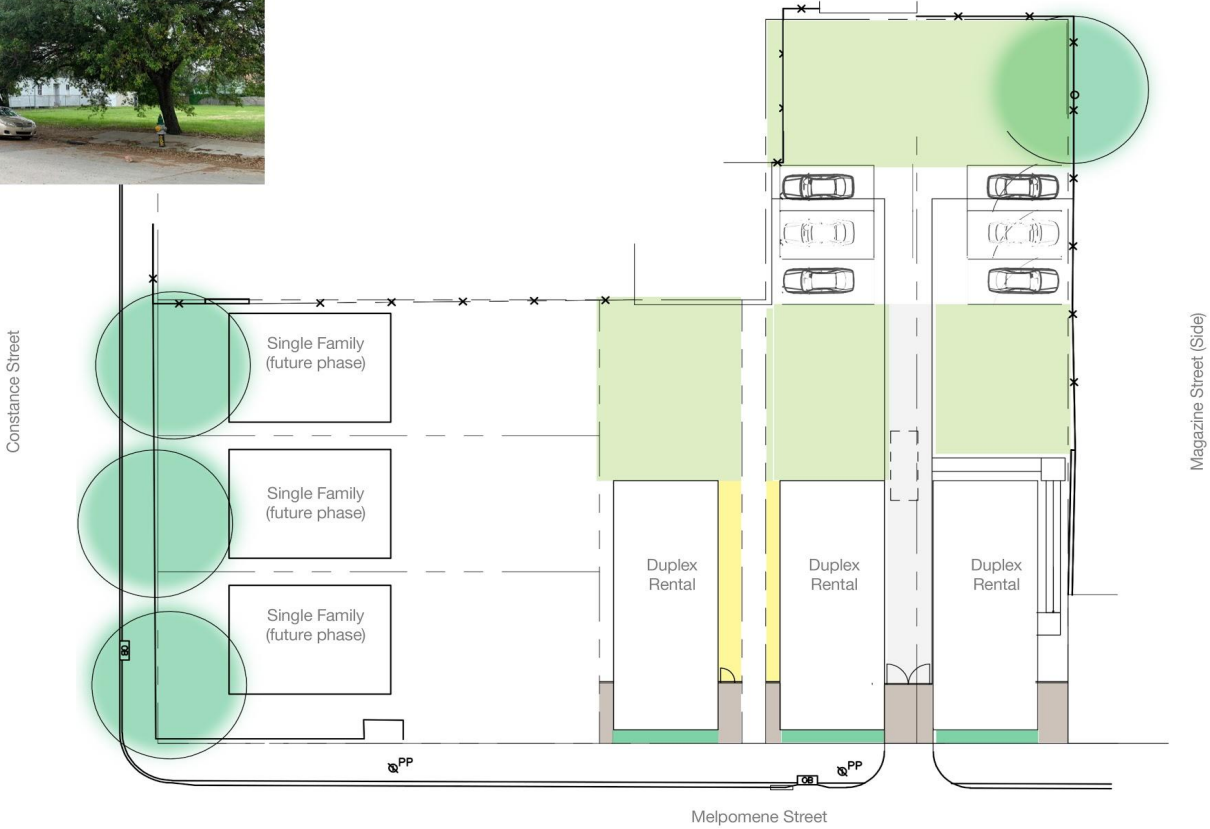 Constance Street
Single Family
(future phase)
Single Family
(future phase)
Single Family
(future phase)
Duplex
Rental
Duplex
Rental
Duplex
Rental
Magazine Street (Side)
PP
PP
Melpomene Street